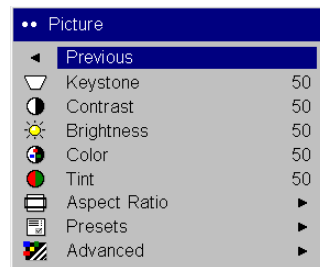 Picture
Previous
Keystone 50
Contrast 50
Brightness 50
Color 50
Tint 50
Aspect Ratio
Presets
Advanced